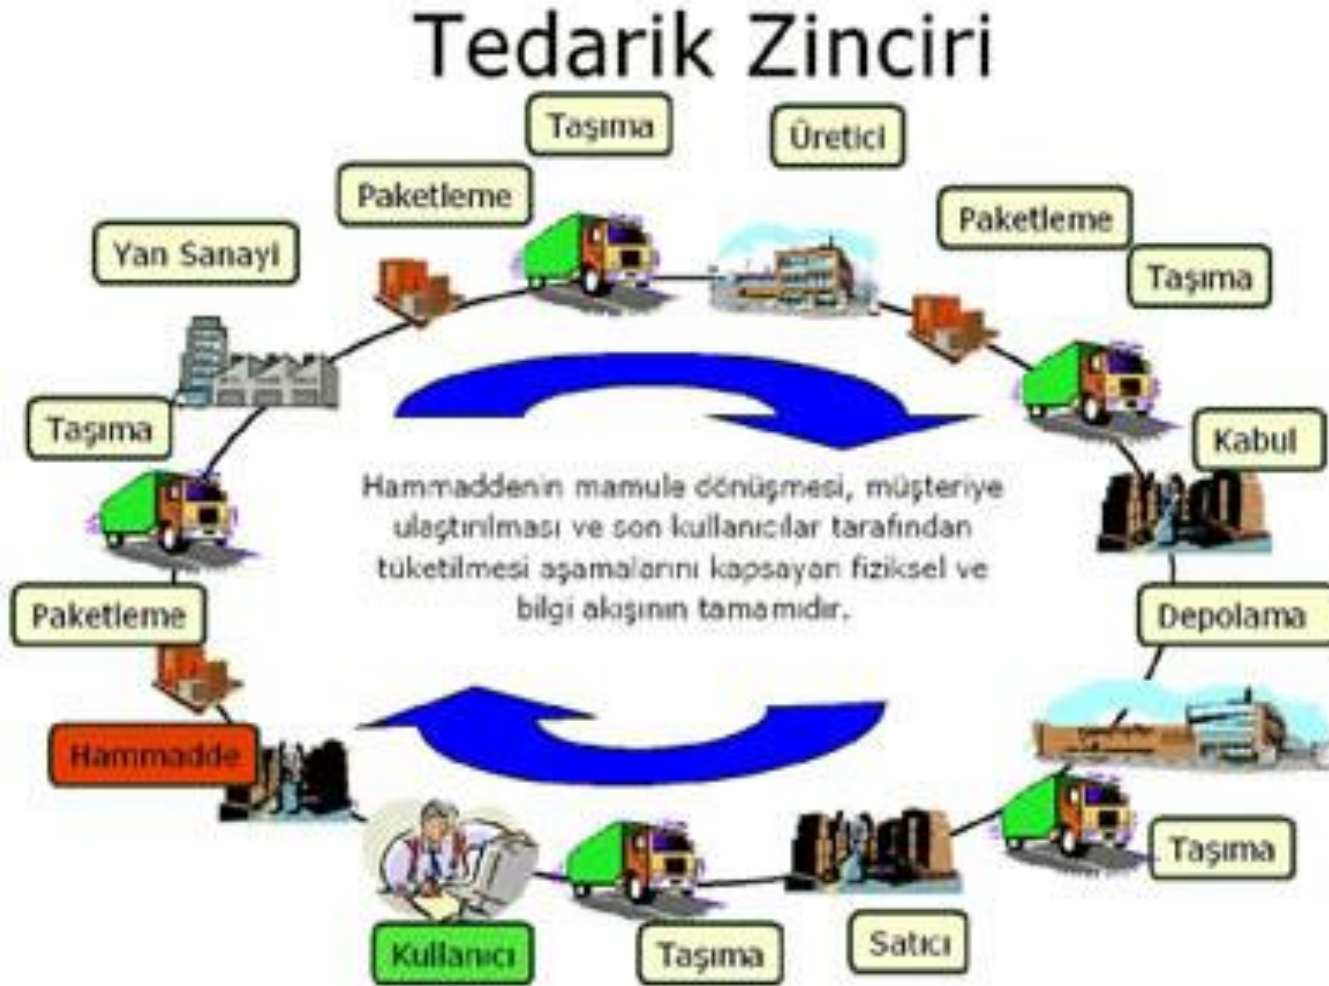 Tedarik Zinciri
Taşıma
Üretici
Paketleme
Paketleme
Yan Sanayi
Taşıma
Taşıma
Kabul
Hammaddenin mamule dönüşmesi, müşteriye
ulaştırılması ve son kullanıcılar tarafından
tüketilmesi aşamalarını kapsayan fiziksel ve
bilgi akışının tamamıdır.
Paketleme
Depolama
Hammadde
Taşıma
Kullanıcı
Taşıma
Satıcı